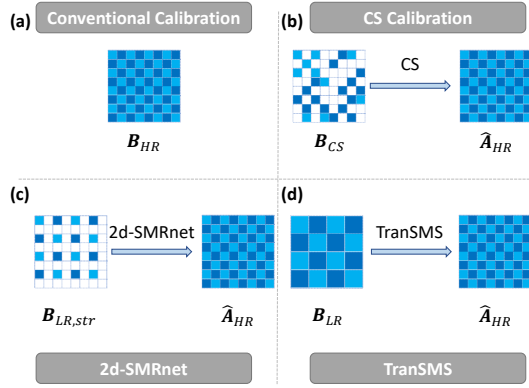 (a) Conventional Calibration
B_HR
(b) CS Calibration
CS
B_CS
Â_HR
(c)
2d-SMRnet
B_LR,str
Â_HR
2d-SMRnet
(d)
TranSMS
B_LR
Â_HR
TranSMS